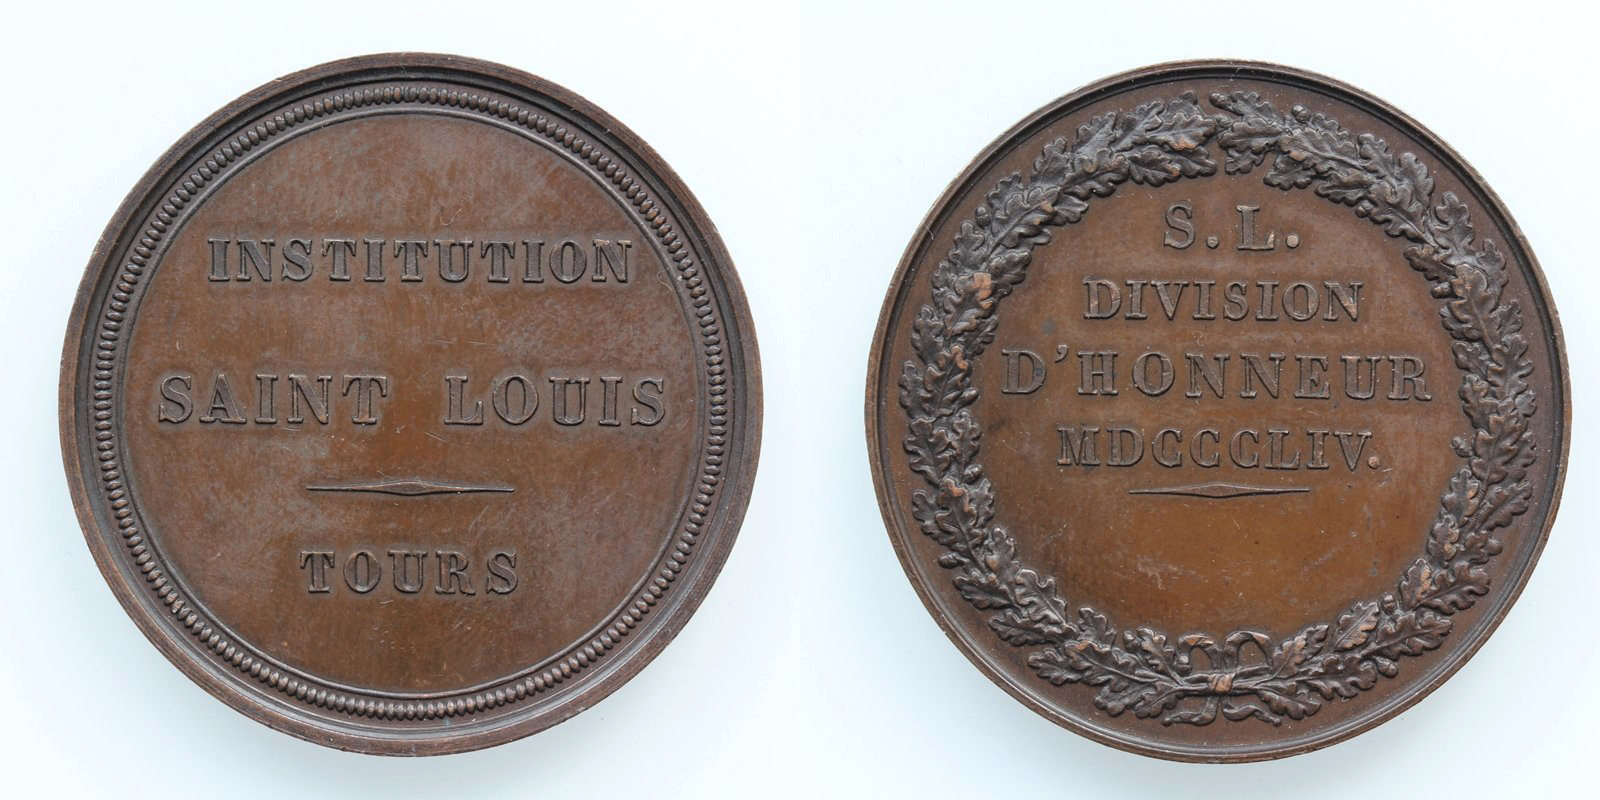 INSTITUTION
SAINT LOUIS
TOURS
S. L.
DIVISION
D'HONNEUR
MDCCCLIV.